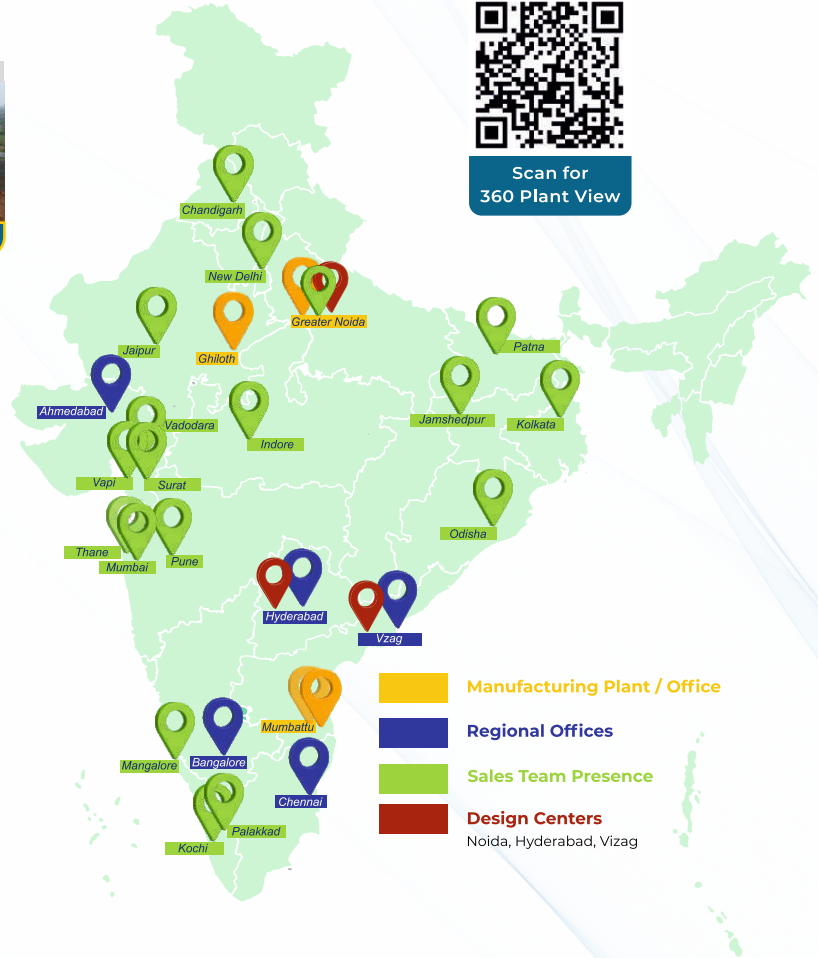 Scan for
360 Plant View
Chandigarh
New Delhi
Greater Noida
Jaipur
Ghiloth
Patna
Ahmedabad
Vadodara
Jamshedpur
Kolkata
Indore
Vapi
Surat
Odisha
Thane
Mumbai
Pune
Hyderabad
Vzag
Manufacturing Plant / Office
Mumbattu
Regional Offices
Mangalore
Bangalore
Sales Team Presence
Chennai
Design Centers
Palakkad
Noida, Hyderabad, Vizag
Kochi